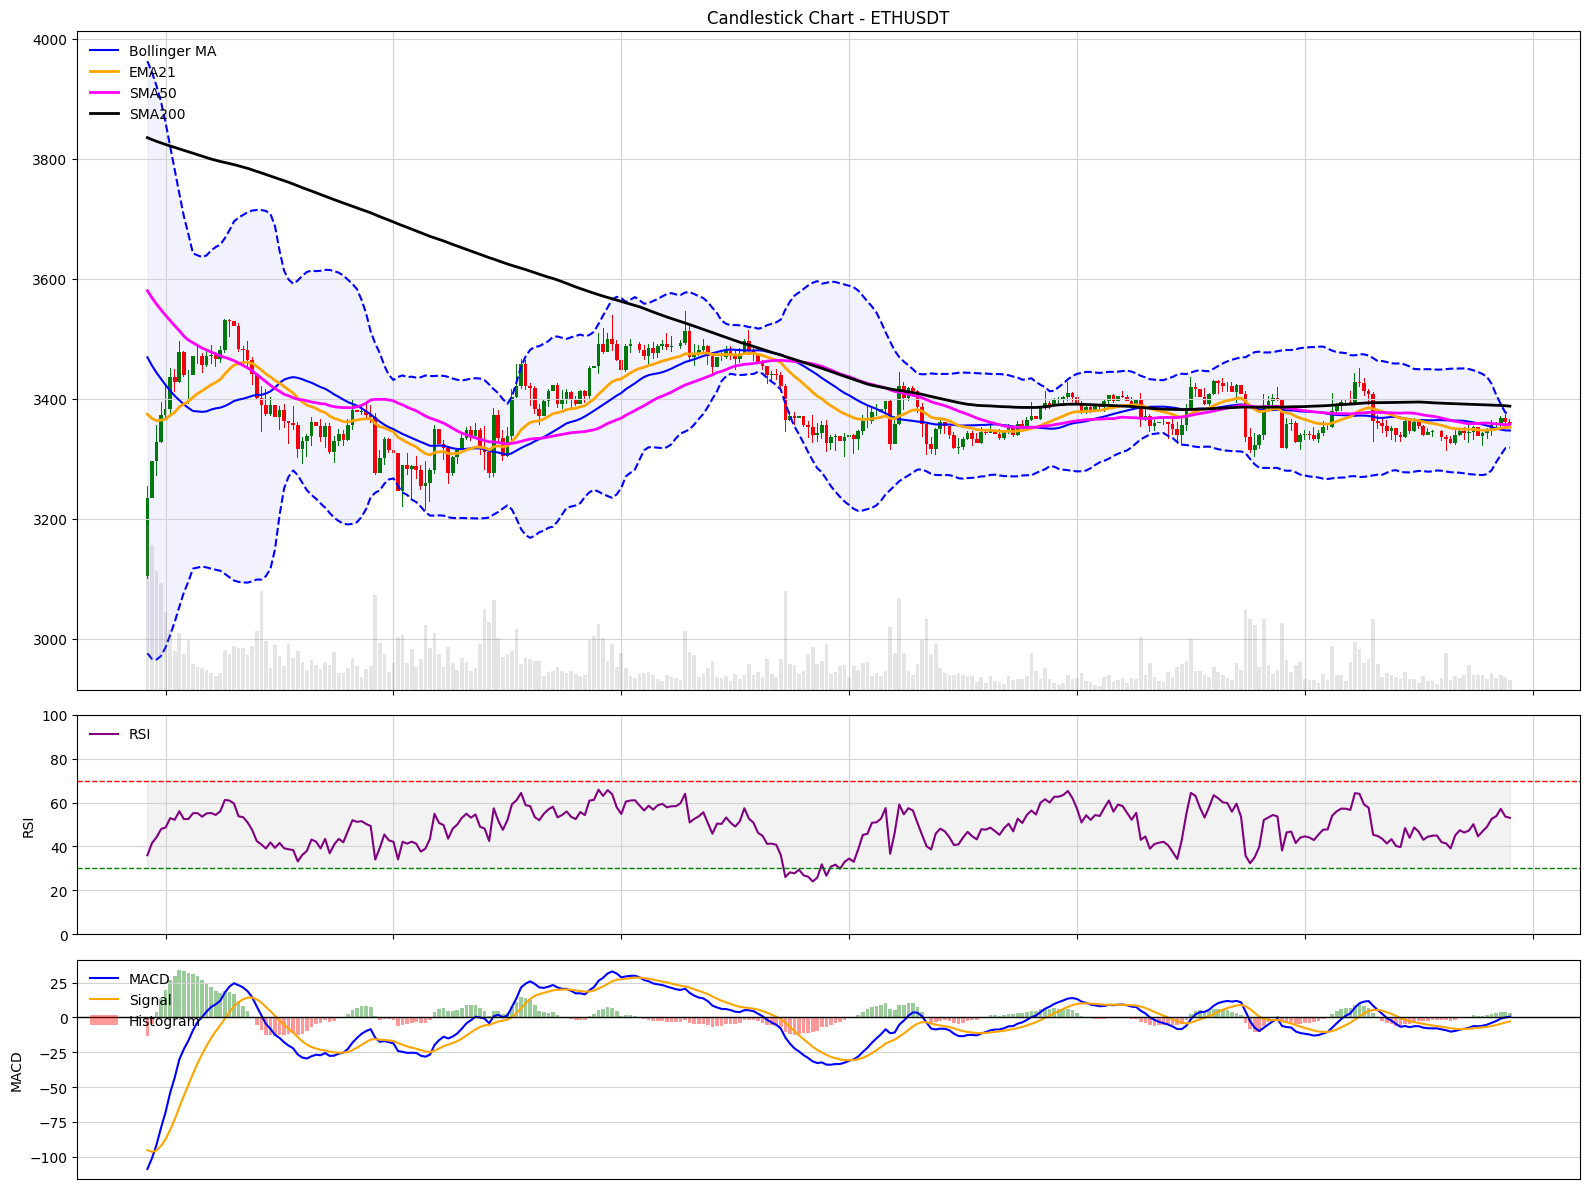 Candlestick Chart - ETHUSDT
4000
3800
3600
3400
3200
3000
Bollinger MA
EMA21
SMA50
SMA200
100
80
60
40
20
0
RSI
RSI
25
0
−25
−50
−75
−100
MACD
MACD
Signal
Histogram